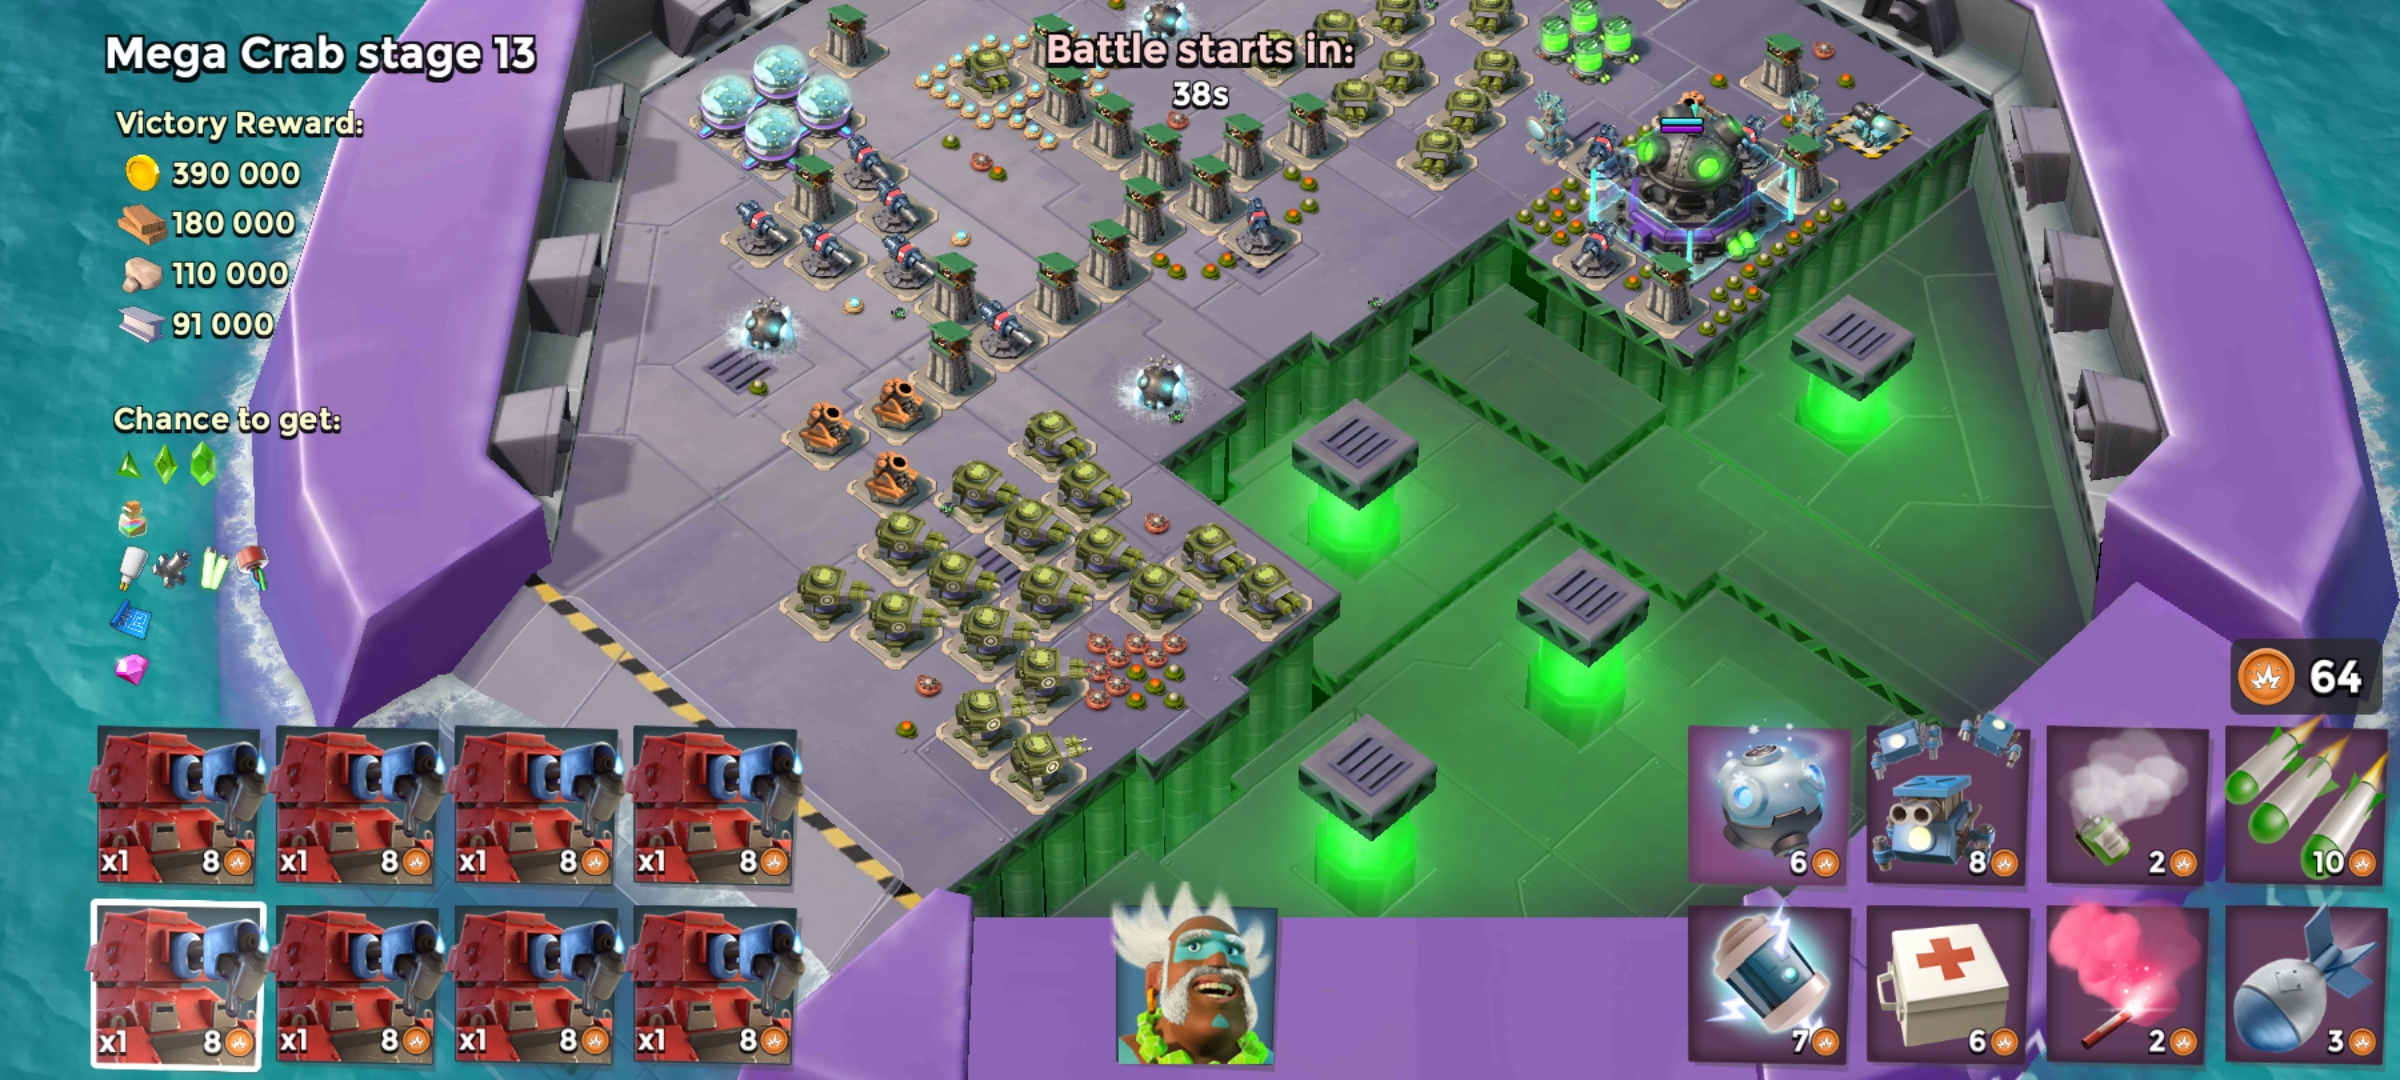 Mega Crab stage 13
Battle starts in:
38s
Victory Reward:
390 000
180 000
110 000
91 000
Chance to get:
64
x1 8
x1 8
x1 8
x1 8
6
8
2
10
x1 8
x1 8
x1 8
x1 8
7
6
2
3